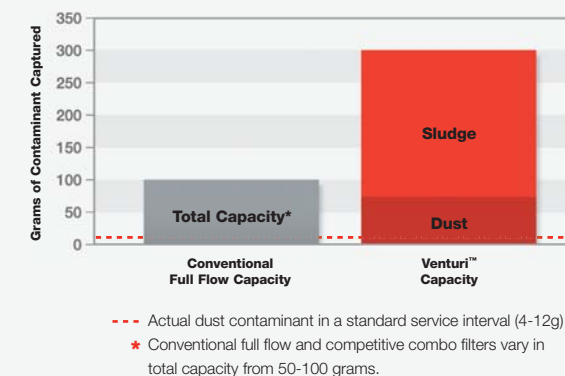 Grams of Contaminant Captured
350
300
250
200
150
100
50
0
Sludge
Total Capacity*
Dust
Conventional
Full Flow Capacity
Venturi™
Capacity
--- Actual dust contaminant in a standard service interval (4-12g)
* Conventional full flow and competitive combo filters vary in
total capacity from 50-100 grams.